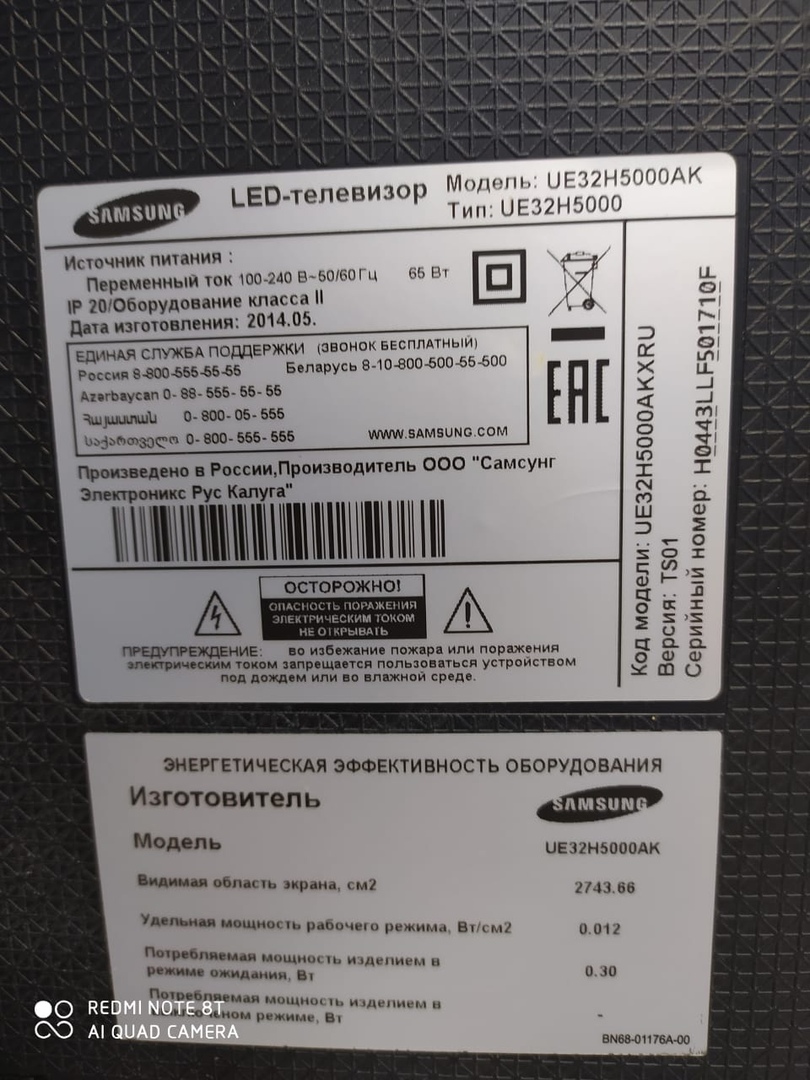 SAMSUNG
LED-телевизор
Модель: UE32H5000AK
Тип: UE32H5000
Источник питания :
Переменный ток 100-240 В~50/60 Гц 65 Вт
IP 20/Оборудование класса II
Дата изготовления: 2014.05.
ЕДИНАЯ СЛУЖБА ПОДДЕРЖКИ (ЗВОНОК БЕСПЛАТНЫЙ)
Россия 8-800-555-55-55 Беларусь 8-10-800-500-55-500
Azərbaycan 0-88-555-55-55
Հայաստան 0-800-05-555
საქართველო 0-800-555-555 WWW.SAMSUNG.COM
EAC
Произведено в России,Производитель ООО "Самсунг
Электроникс Рус Калуга"
ОСТОРОЖНО!
ОПАСНОСТЬ ПОРАЖЕНИЯ
ЭЛЕКТРИЧЕСКИМ ТОКОМ
НЕ ОТКРЫВАТЬ
ПРЕДУПРЕЖДЕНИЕ: во избежание пожара или поражения
электрическим током запрещается пользоваться устройством
под дождем или во влажной среде.
Код модели: UE32H5000AKXRU
Версия: TS01
Серийный номер: H0443LLF501710F
ЭНЕРГЕТИЧЕСКАЯ ЭФФЕКТИВНОСТЬ ОБОРУДОВАНИЯ
Изготовитель SAMSUNG
Модель UE32H5000AK
Видимая область экрана, см2 2743.66
Удельная мощность рабочего режима, Вт/см2 0.012
Потребляемая мощность изделием в
режиме ожидания, Вт 0.30
Потребляемая мощность изделием в
режиме, Вт -
BN68-01176A-00
REDMI NOTE 8T
AI QUAD CAMERA